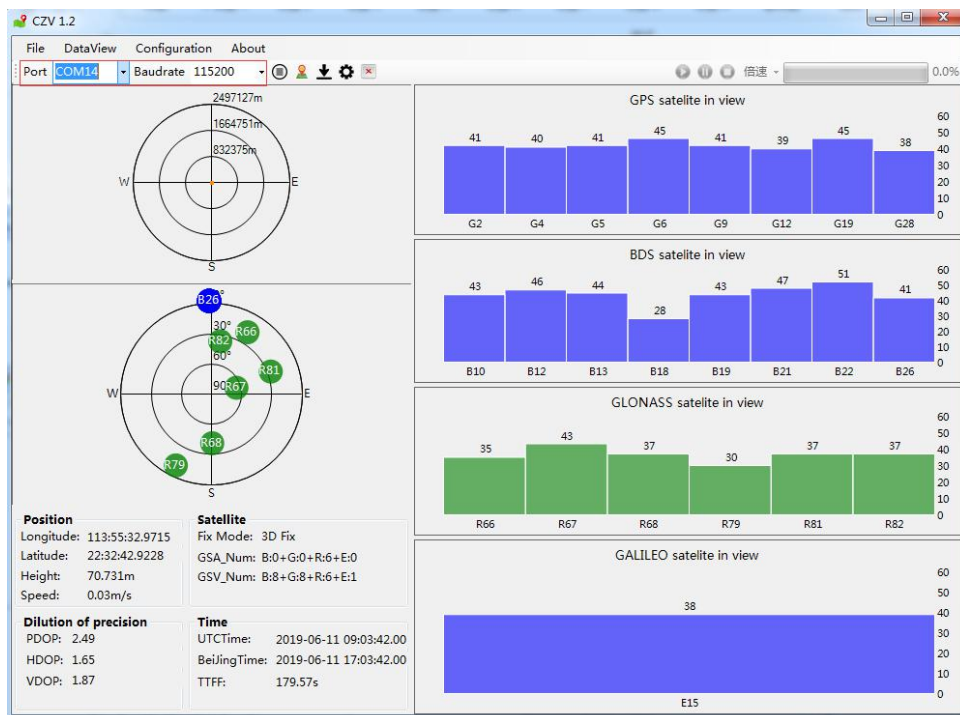 CZV 1.2
File DataView Configuration About
Port COM14 Baudrate 115200 倍速 0.0%
2497127m
1664751m
832375m
W E
S
B26
30° R66
R82
60°
R81
90 R67
W E
R68
R79
S
Position
Longitude: 113:55:32.9715
Latitude: 22:32:42.9228
Height: 70.731m
Speed: 0.03m/s
Satellite
Fix Mode: 3D Fix
GSA_Num: B:0+G:0+R:6+E:0
GSV_Num: B:8+G:8+R:6+E:1
Dilution of precision
PDOP: 2.49
HDOP: 1.65
VDOP: 1.87
Time
UTCTime: 2019-06-11 09:03:42.00
BeiJingTime: 2019-06-11 17:03:42.00
TTFF: 179.57s
GPS satelite in view
41 40 41 45 41 39 45 38
60
50
40
30
20
10
0
G2 G4 G5 G6 G9 G12 G19 G28
BDS satelite in view
43 46 44 28 43 47 51 41
60
50
40
30
20
10
0
B10 B12 B13 B18 B19 B21 B22 B26
GLONASS satelite in view
35 43 37 30 37 37
60
50
40
30
20
10
0
R66 R67 R68 R79 R81 R82
GALILEO satelite in view
38
60
50
40
30
20
10
0
E15